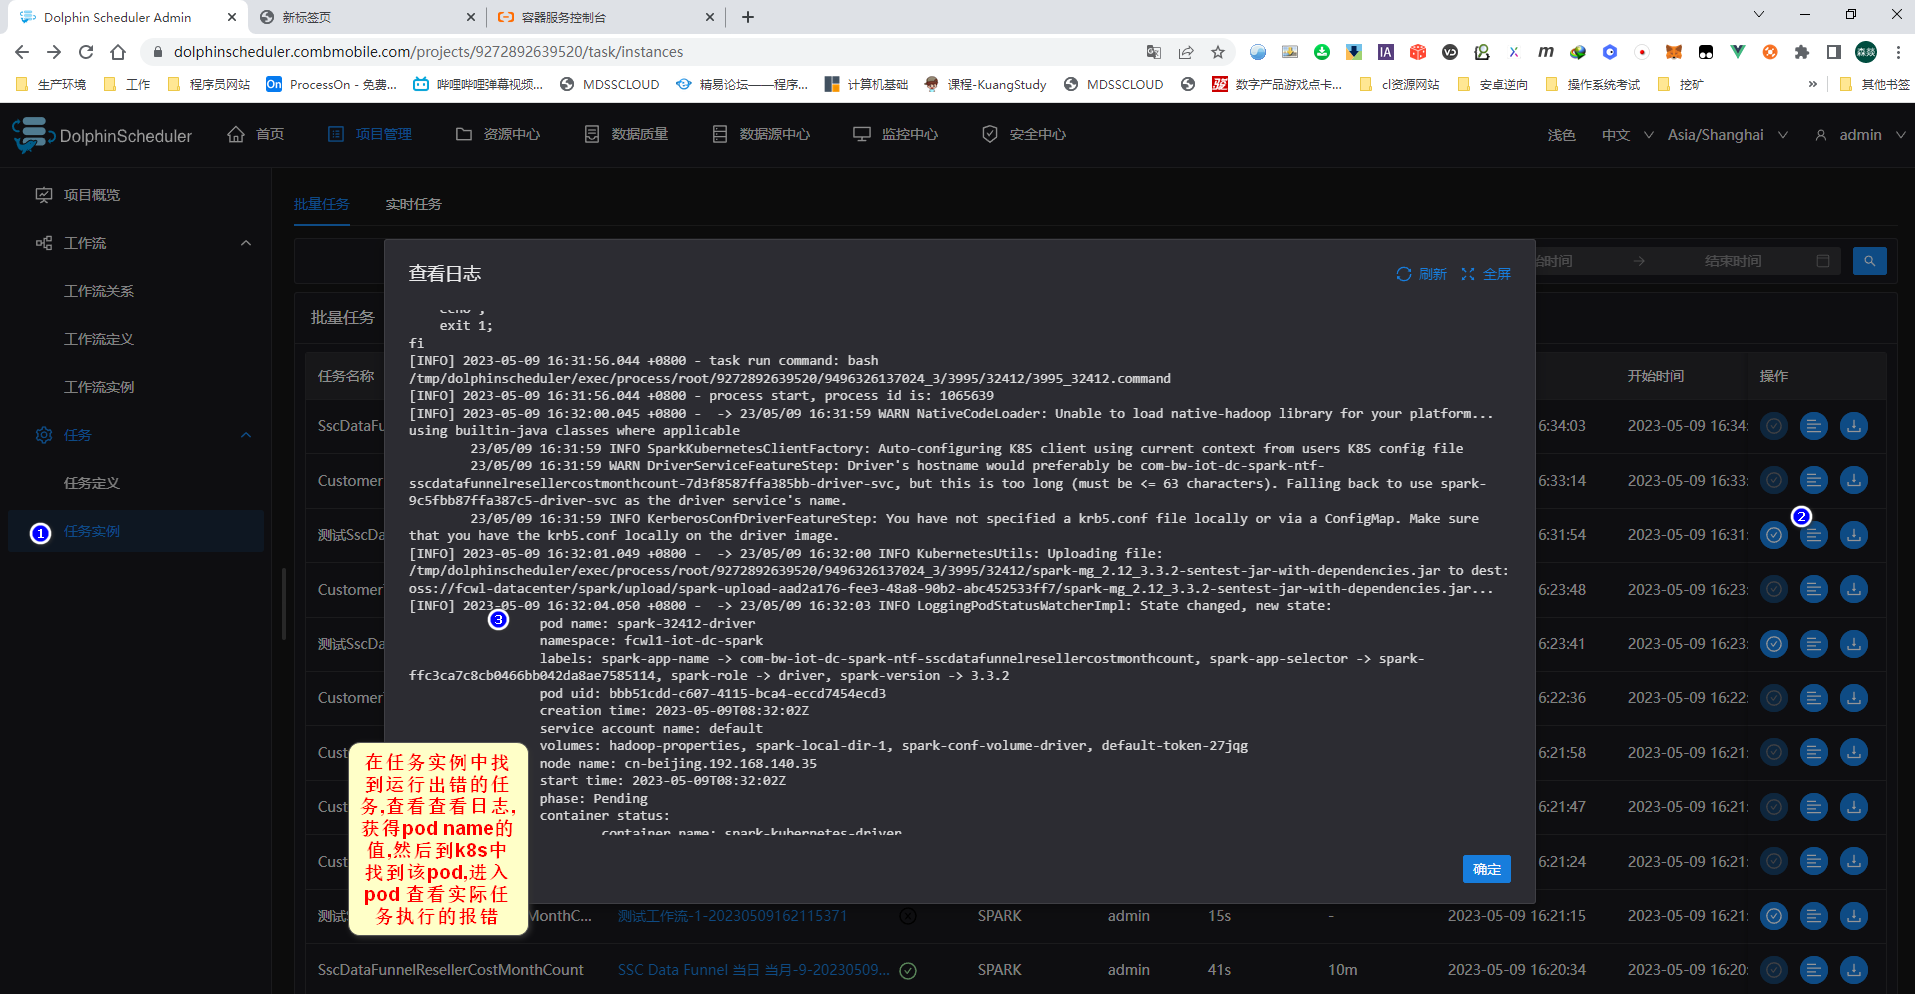 Dolphin Scheduler Admin
新标签页
容器服务控制台
dolphinscheduler.combmobile.com/projects/9272892639520/task/instances
生产环境
工作
程序员网站
ProcessOn - 免费...
哔哩哔哩弹幕视频...
MDSSCLOUD
精易论坛——程序...
计算机基础
课程-KuangStudy
MDSSCLOUD
数字产品游戏点卡...
cl资源网站
安卓逆向
操作系统考试
挖矿
»
其他书签
DolphinScheduler
首页
项目管理
资源中心
数据质量
数据源中心
监控中心
安全中心
浅色
中文
Asia/Shanghai
admin
项目概览
工作流
工作流关系
工作流定义
工作流实例
任务
任务定义
1
任务实例
批量任务
实时任务
始时间
结束时间
批量任务
任务名称
开始时间
操作
查看日志
刷新
全屏
exit 1;
fi
[INFO] 2023-05-09 16:31:56.044 +0800 - task run command: bash
/tmp/dolphinscheduler/exec/process/root/9272892639520/9496326137024_3/3995/32412/3995_32412.command
[INFO] 2023-05-09 16:31:56.044 +0800 - process start, process id is: 1065639
[INFO] 2023-05-09 16:32:00.045 +0800 -  -> 23/05/09 16:31:59 WARN NativeCodeLoader: Unable to load native-hadoop library for your platform...
using builtin-java classes where applicable
23/05/09 16:31:59 INFO SparkKubernetesClientFactory: Auto-configuring K8S client using current context from users K8S config file
23/05/09 16:31:59 WARN DriverServiceFeatureStep: Driver's hostname would preferably be com-bw-iot-dc-spark-ntf-
sscdatafunnelresellercostmonthcount-7d3f8587ffa385bb-driver-svc, but this is too long (must be <= 63 characters). Falling back to use spark-
9c5fbb87ffa387c5-driver-svc as the driver service's name.
23/05/09 16:31:59 INFO KerberosConfDriverFeatureStep: You have not specified a krb5.conf file locally or via a ConfigMap. Make sure
that you have the krb5.conf locally on the driver image.
[INFO] 2023-05-09 16:32:01.049 +0800 -  -> 23/05/09 16:32:00 INFO KubernetesUtils: Uploading file:
/tmp/dolphinscheduler/exec/process/root/9272892639520/9496326137024_3/3995/32412/spark-mg_2.12_3.3.2-sentest-jar-with-dependencies.jar to dest:
oss://fcwl-datacenter/spark/upload/spark-upload-aad2a176-fee3-48a8-90b2-abc452533ff7/spark-mg_2.12_3.3.2-sentest-jar-with-dependencies.jar...
[INFO] 2023-05-09 16:32:04.050 +0800 -  -> 23/05/09 16:32:03 INFO LoggingPodStatusWatcherImpl: State changed, new state:
3
pod name: spark-32412-driver
namespace: fcwl1-iot-dc-spark
labels: spark-app-name -> com-bw-iot-dc-spark-ntf-sscdatafunnelresellercostmonthcount, spark-app-selector -> spark-
ffc3ca7c8cb0466bb042da8ae7585114, spark-role -> driver, spark-version -> 3.3.2
pod uid: bbb51cdd-c607-4115-bca4-eccd7454ecd3
creation time: 2023-05-09T08:32:02Z
service account name: default
volumes: hadoop-properties, spark-local-dir-1, spark-conf-volume-driver, default-token-27jqg
node name: cn-beijing.192.168.140.35
start time: 2023-05-09T08:32:02Z
phase: Pending
container status:
container name: spark-kubernetes-driver
确定
在任务实例中找
到运行出错的任
务,查看查看日志,
获得pod name的
值,然后到k8s中
找到该pod,进入
pod 查看实际任
务执行的报错
SscDataFu
6:34:03
2023-05-09 16:34:
Customer
6:33:14
2023-05-09 16:33:
2
测试SscDa
6:31:54
2023-05-09 16:31:
Customer
6:23:48
2023-05-09 16:23:
测试SscDa
6:23:41
2023-05-09 16:23:
Customer
6:22:36
2023-05-09 16:22:
Cust
6:21:58
2023-05-09 16:21:
Cust
6:21:47
2023-05-09 16:21:
Cust
6:21:24
2023-05-09 16:21:
测试
MonthC...
测试工作流-1-20230509162115371
SPARK
admin
15s
-
2023-05-09 16:21:15
2023-05-09 16:21:
SscDataFunnelResellerCostMonthCount
SSC Data Funnel 当日 当月-9-20230509...
SPARK
admin
41s
10m
2023-05-09 16:20:34
2023-05-09 16:20: